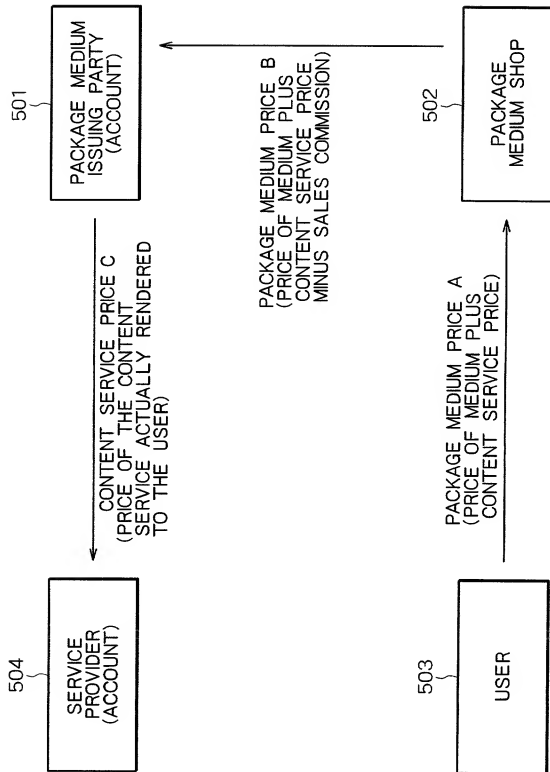 504
SERVICE
PROVIDER
(ACCOUNT)
CONTENT SERVICE PRICE C
(PRICE OF THE CONTENT
SERVICE ACTUALLY RENDERED
TO THE USER)
501
PACKAGE MEDIUM
ISSUING PARTY
(ACCOUNT)
PACKAGE MEDIUM PRICE B
(PRICE OF MEDIUM PLUS
CONTENT SERVICE PRICE
MINUS SALES COMMISSION)
503
USER
PACKAGE MEDIUM PRICE A
(PRICE OF MEDIUM PLUS
CONTENT SERVICE PRICE)
502
PACKAGE
MEDIUM SHOP